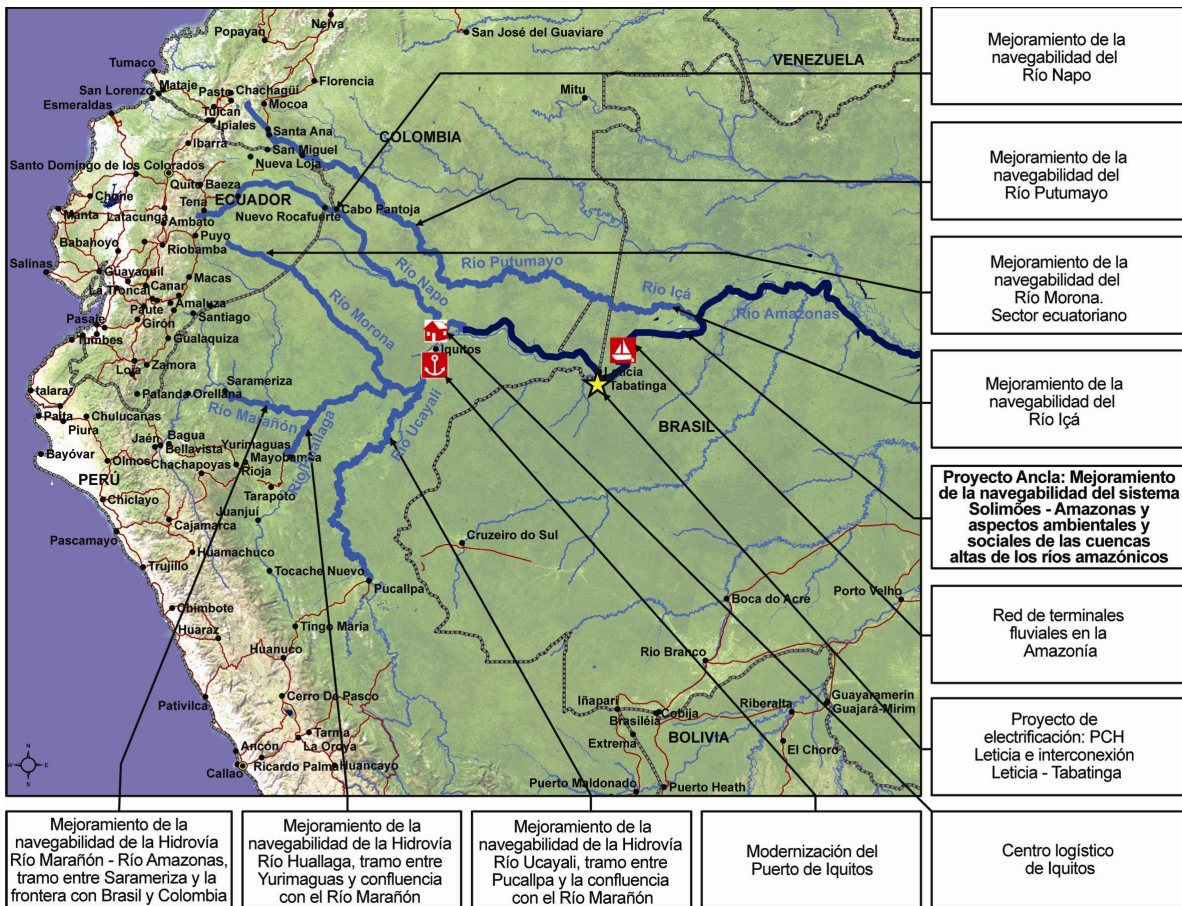 Neiva
Popayán
San José del Guaviare
VENEZUELA
Tumaco
Florencia
Mataje
San Lorenzo
Pasto
Chachagüí
Mitu
Esmeraldas
Tulcan
Mocoa
Ipiales
Santa Ana
COLOMBIA
Ibarra
San Miguel
Nueva Loja
Santo Domingo de los Colorados
Quito
Baeza
Chone
Tena
ECUADOR
Manta
Latacunga
Ambato
Nuevo Rocafuerte
Cabo Pantoja
Puyo
Babahoyo
Riobamba
Salinas
Guayaquil
Macas
Río Napo
Río Putumayo
La Troncal
Canar
Río Içá
Paute
Amaluza
Río Morona
Río Amazonas
Pasaje
Girón
Santiago
Tumbes
Gualaquiza
Iquitos
Loja
Zamora
Leticia
Tabatinga
talara
Sarameriza
Palanda
Orellana
Paita
Chulucanas
Río Marañón
Río Ucayali
BRASIL
Piura
Jaén
Bagua
Bellavista
Yurimaguas
Río Huallaga
Bayóvar
Olmos
Chachapoyas
Mayobamba
Rioja
PERÚ
Tarapoto
Chiclayo
Juanjuí
Cajamarca
Pascamayo
Cruzeiro do Sul
Huamachuco
Trujillo
Tocache Nuevo
Pucallpa
Boca do Acre
Porto Velho
Chimbote
Huaraz
Tingo Maria
Huanuco
Rio Branco
Cerro De Pasco
Pativilca
Iñapari
Cobija
Riberalta
Guayaramerín
Guajará-Mirim
Brasiléia
Tarma
BOLIVIA
Extrema
El Choro
Ancón
La Oroya
Ricardo Palma
Huancayo
Callao
Puerto Maldonado
Puerto Heath
N
W
E
S
Mejoramiento de la
navegabilidad del
Río Napo
Mejoramiento de la
navegabilidad del
Río Putumayo
Mejoramiento de la
navegabilidad del
Río Morona.
Sector ecuatoriano
Mejoramiento de la
navegabilidad del
Río Içá
Proyecto Ancla: Mejoramiento
de la navegabilidad del sistema
Solimões - Amazonas y
aspectos ambientales y
sociales de las cuencas
altas de los ríos amazónicos
Red de terminales
fluviales en la
Amazonía
Proyecto de
electrificación: PCH
Leticia e interconexión
Leticia - Tabatinga
Mejoramiento de la
navegabilidad de la Hidrovía
Río Marañón - Río Amazonas,
tramo entre Sarameriza y la
frontera con Brasil y Colombia
Mejoramiento de la
navegabilidad de la Hidrovía
Río Huallaga, tramo entre
Yurimaguas y confluencia
con el Río Marañón
Mejoramiento de la
navegabilidad de la Hidrovía
Río Ucayali, tramo entre
Pucallpa y la confluencia
con el Río Marañón
Modernización del
Puerto de Iquitos
Centro logístico
de Iquitos